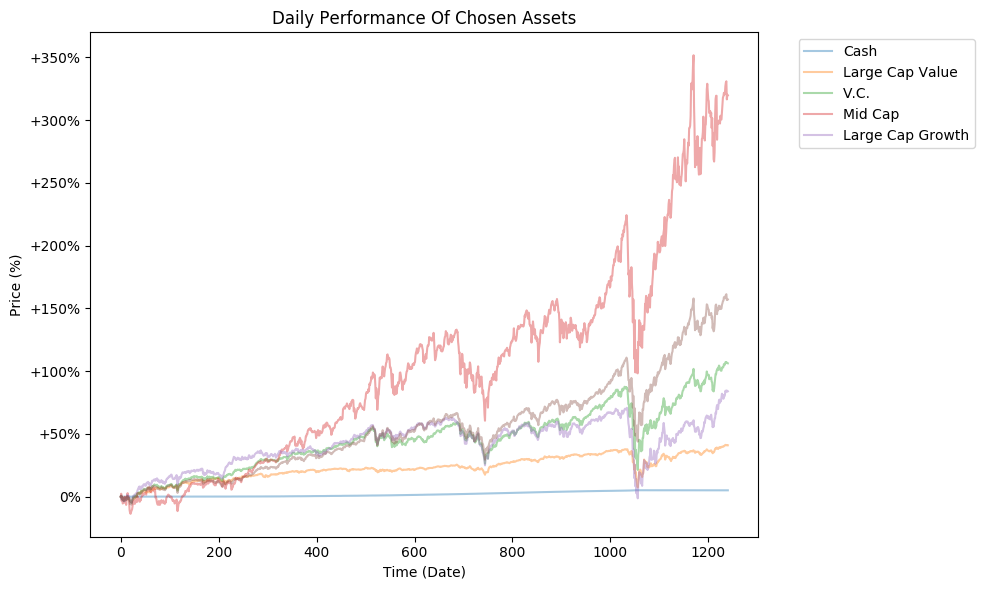 Daily Performance Of Chosen Assets
Cash
Large Cap Value
V.C.
Mid Cap
Large Cap Growth
Price (%)
+350%
+300%
+250%
+200%
+150%
+100%
+50%
0%
0 200 400 600 800 1000 1200
Time (Date)